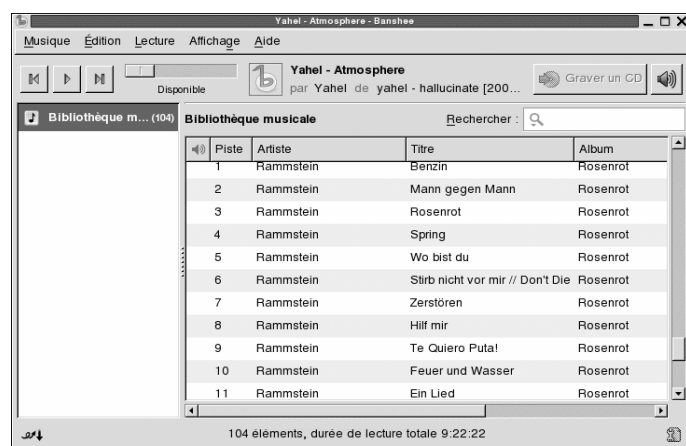 Yahel - Atmosphere - Banshee
Musique Édition Lecture Affichage Aide
Disponible
Yahel - Atmosphere
par Yahel de yahel - hallucinate [200...
Graver un CD
Bibliothèque m... (104)
Bibliothèque musicale
Rechercher :
Piste Artiste Titre Album
1 Rammstein Benzin Rosenrot
2 Rammstein Mann gegen Mann Rosenrot
3 Rammstein Rosenrot Rosenrot
4 Rammstein Spring Rosenrot
5 Rammstein Wo bist du Rosenrot
6 Rammstein Stirb nicht vor mir // Don't Die Rosenrot
7 Rammstein Zerstören Rosenrot
8 Rammstein Hilf mir Rosenrot
9 Rammstein Te Quiero Puta! Rosenrot
10 Rammstein Feuer und Wasser Rosenrot
11 Rammstein Ein Lied Rosenrot
104 éléments, durée de lecture totale 9:22:22